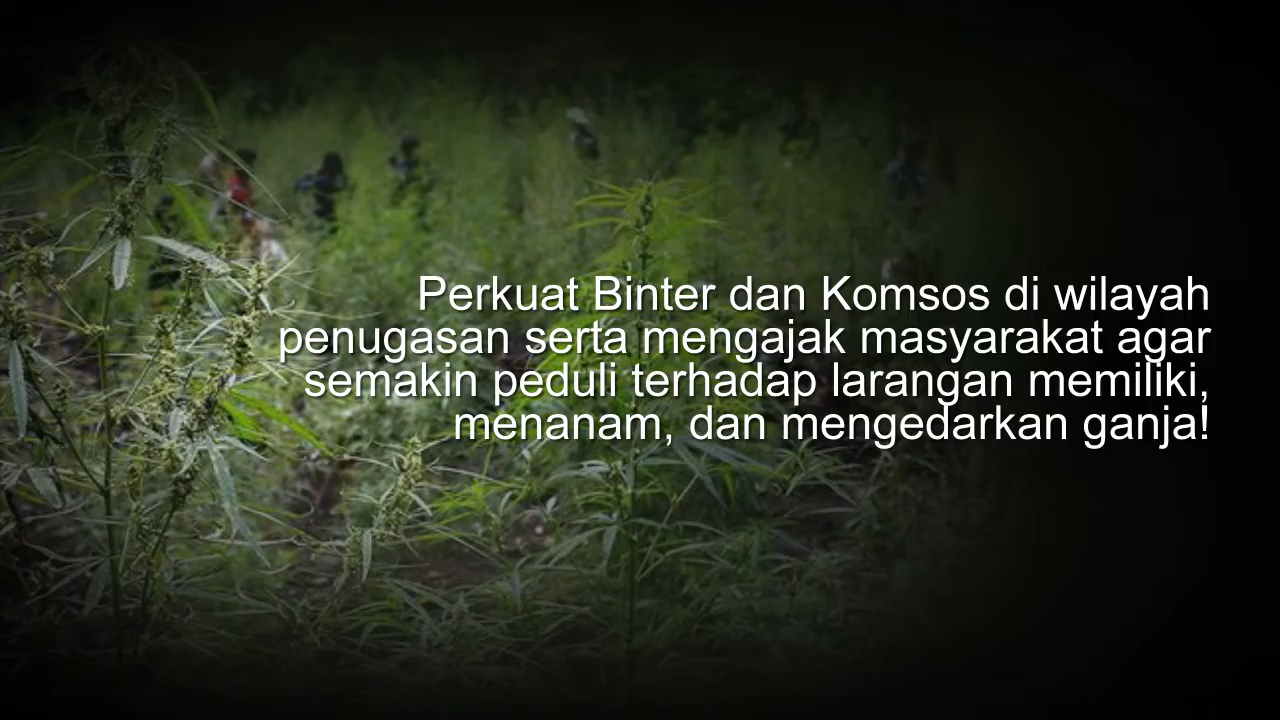 Perkuat Binter dan Komsos di wilayah
penugasan serta mengajak masyarakat agar
semakin peduli terhadap larangan memiliki,
menanam, dan mengedarkan ganja!